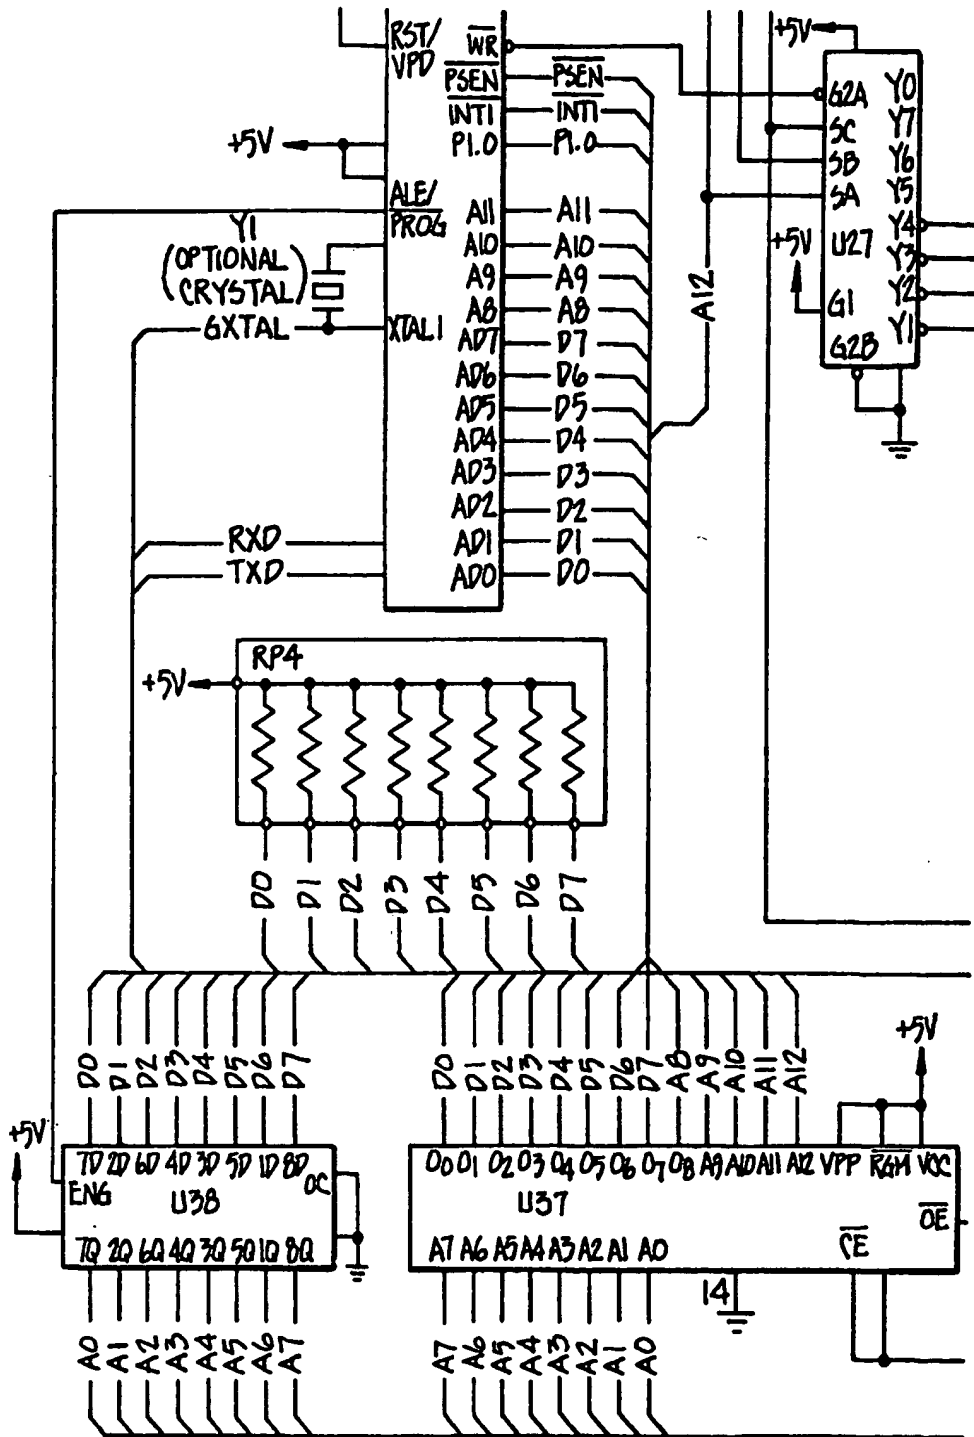 RST/ WR
VPD
PSEN PSEN
INT1 INT1
+5V P1.0 P1.0
ALE/
PROG A11 A11
Y1
(OPTIONAL
CRYSTAL)
A10 A10
A9 A9
A8 A8
GXTAL XTAL1
AD7 D7
AD6 D6
AD5 D5
AD4 D4
AD3 D3
AD2 D2
RXD AD1 D1
TXD AD0 D0
A12
+5V
G2A Y0
SC Y7
SB Y6
SA Y5
Y4
+5V U27 Y3
Y2
G1 Y1
G2B
RP4
+5V
D0 D1 D2 D3 D4 D5 D6 D7
D0 D1 D2 D3 D4 D5 D6 D7
+5V
7D 2D 6D 4D 3D 5D 1D 8D
ENG OC
U38
7Q 2Q 6Q 4Q 3Q 5Q 1Q 8Q
A0 A1 A2 A3 A4 A5 A6 A7
D0 D1 D2 D3 D4 D5 D6 D7 A8 A9 A10 A11 A12
+5V
O0 O1 O2 O3 O4 O5 O6 O7 O8 A9 A10 A11 A12 VPP RGM VCC
U37
OE
A7 A6 A5 A4 A3 A2 A1 A0 CE
14
A7 A6 A5 A4 A3 A2 A1 A0